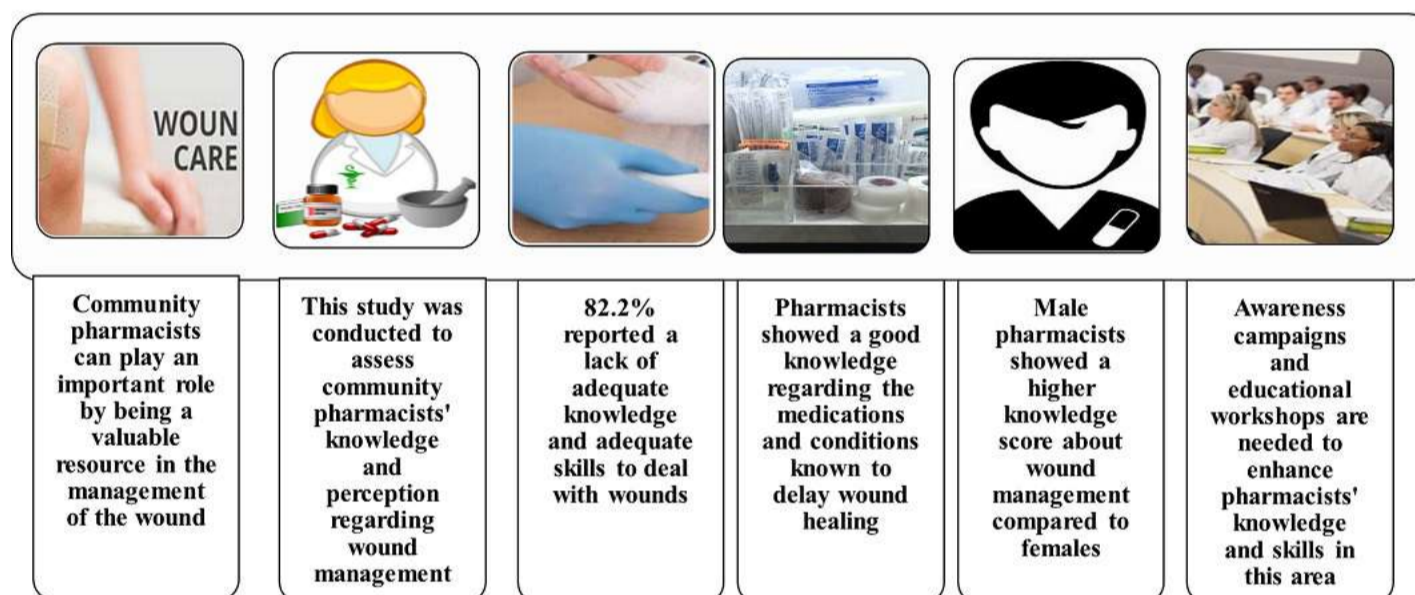 WOUN
CARE
Community
pharmacists
can play an
important role
by being a
valuable
resource in the
management
of the wound
This study was
conducted to
assess
community
pharmacists'
knowledge
and
perception
regarding
wound
management
82.2%
reported a
lack of
adequate
knowledge
and adequate
skills to deal
with wounds
Pharmacists
showed a good
knowledge
regarding the
medications
and conditions
known to
delay wound
healing
Male
pharmacists
showed a
higher
knowledge
score about
wound
management
compared to
females
Awareness
campaigns
and
educational
workshops are
needed to
enhance
pharmacists'
knowledge
and skills in
this area